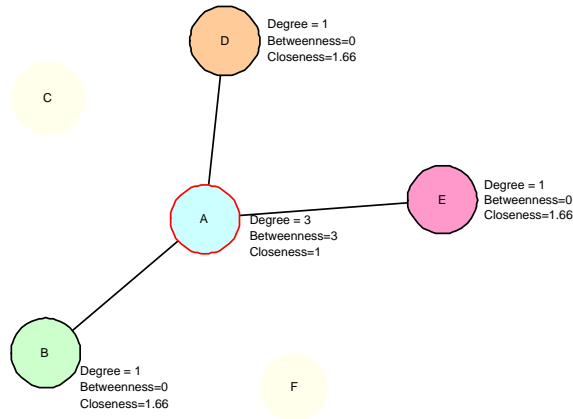 D
Degree = 1
Betweenness=0
Closeness=1.66
C
E
Degree = 1
Betweenness=0
Closeness=1.66
A
Degree = 3
Betweenness=3
Closeness=1
B
Degree = 1
Betweenness=0
Closeness=1.66
F